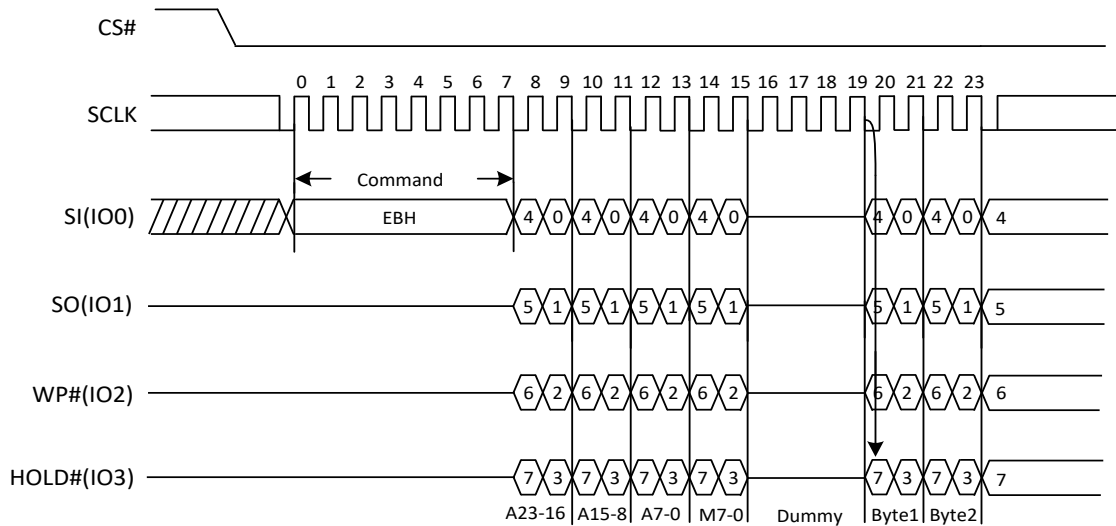 CS#
0 1 2 3 4 5 6 7 8 9 10 11 12 13 14 15 16 17 18 19 20 21 22 23
SCLK
Command
SI(IO0) EBH 4 0 4 0 4 0 4 0 4 0 4 0 4
SO(IO1) 5 1 5 1 5 1 5 1 5 1 5 1 5
WP#(IO2) 6 2 6 2 6 2 6 2 6 2 6 2 6
HOLD#(IO3) 7 3 7 3 7 3 7 3 7 3 7 3 7
A23-16 A15-8 A7-0 M7-0 Dummy Byte1 Byte2